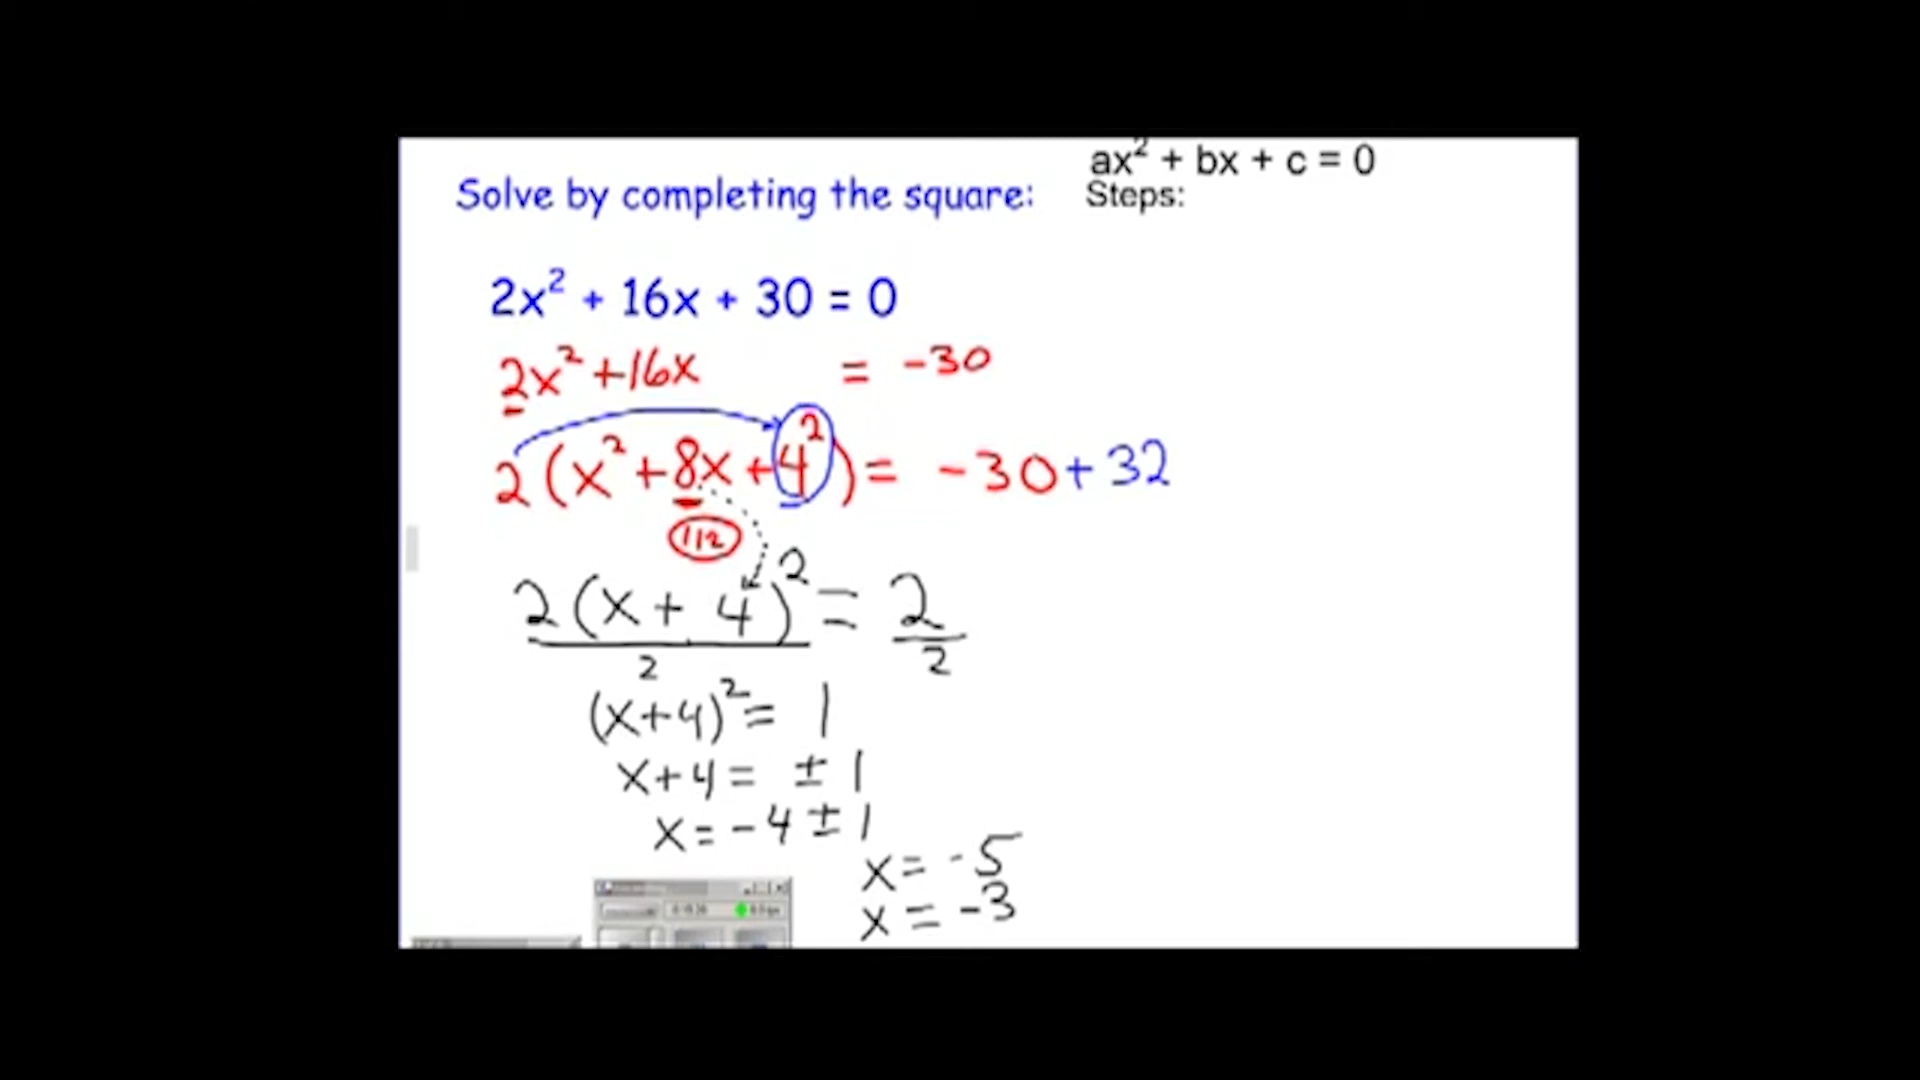 ax² + bx + c = 0
Solve by completing the square:
Steps:
2x² + 16x + 30 = 0
2x² + 16x = -30
2(x² + 8x + 4²) = -30 + 32
1/2
2(x + 4)² = 2
2 2
(x+4)² = 1
x+4 = ± 1
x = -4 ± 1
x = -5
x = -3